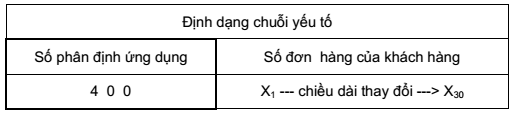 Định dạng chuỗi yếu tố
Số phân định ứng dụng
Số đơn hàng của khách hàng
4 0 0
X1 --- chiều dài thay đổi ---> X30